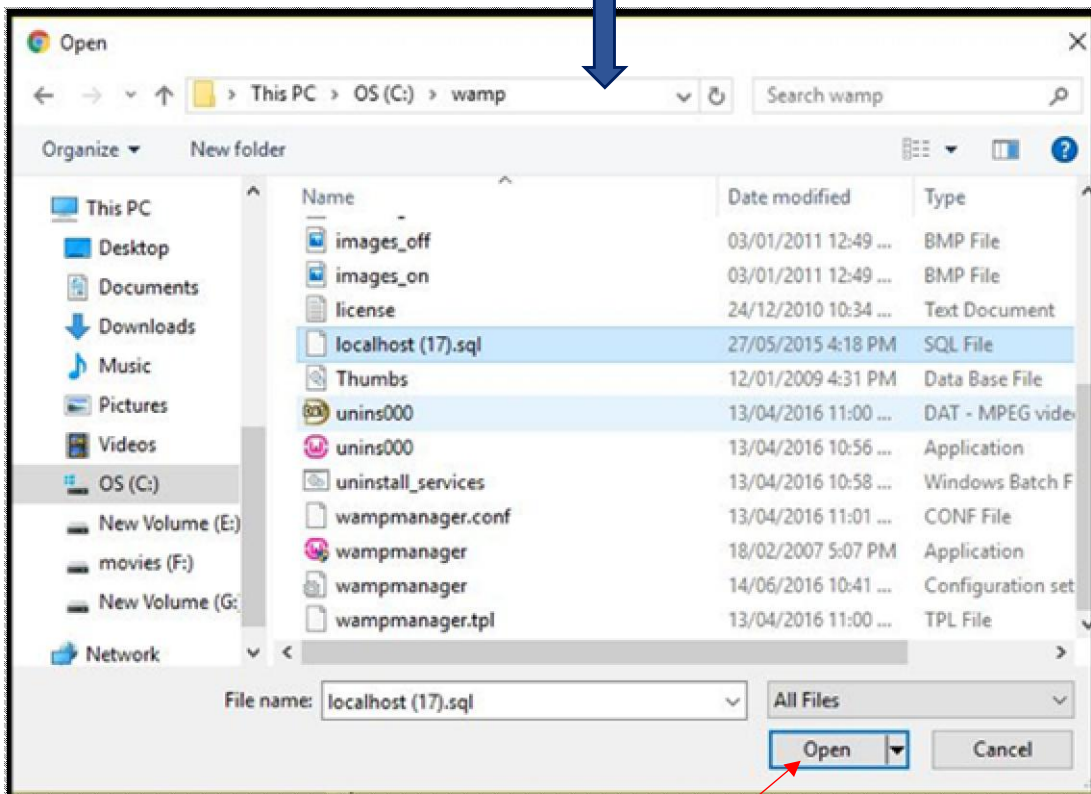 Open
This PC > OS (C:) > wamp
Search wamp
Organize
New folder
Name Date modified Type
This PC
Desktop
Documents
Downloads
Music
Pictures
Videos
OS (C:)
New Volume (E:)
movies (F:)
New Volume (G:
Network
images_off 03/01/2011 12:49 ... BMP File
images_on 03/01/2011 12:49 ... BMP File
license 24/12/2010 10:34 ... Text Document
localhost (17).sql 27/05/2015 4:18 PM SQL File
Thumbs 12/01/2009 4:31 PM Data Base File
unins000 13/04/2016 11:00 ... DAT - MPEG vide
unins000 13/04/2016 10:56 ... Application
uninstall_services 13/04/2016 10:58 ... Windows Batch F
wampmanager.conf 13/04/2016 11:01 ... CONF File
wampmanager 18/02/2007 5:07 PM Application
wampmanager 14/06/2016 10:41 ... Configuration set
wampmanager.tpl 13/04/2016 11:00 ... TPL File
File name: localhost (17).sql All Files
Open Cancel